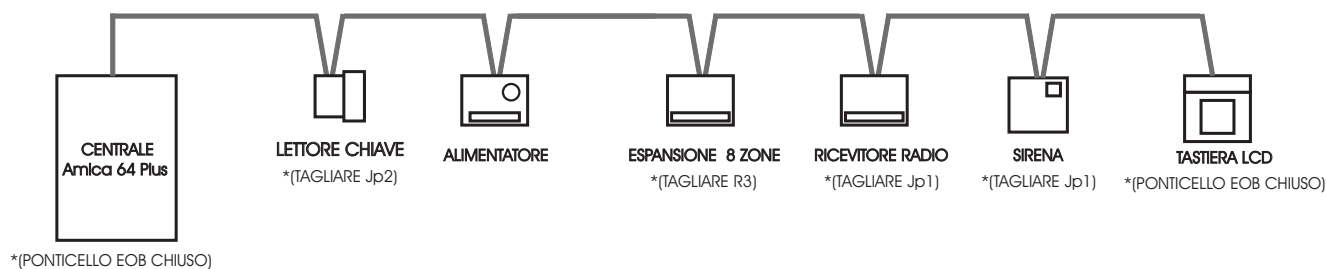 CENTRALE
Amica 64 Plus
*(PONTICELLO EOB CHIUSO)
LETTORE CHIAVE
*(TAGLIARE Jp2)
ALIMENTATORE
ESPANSIONE 8 ZONE
*(TAGLIARE R3)
RICEVITORE RADIO
*(TAGLIARE Jp1)
SIRENA
*(TAGLIARE Jp1)
TASTIERA LCD
*(PONTICELLO EOB CHIUSO)